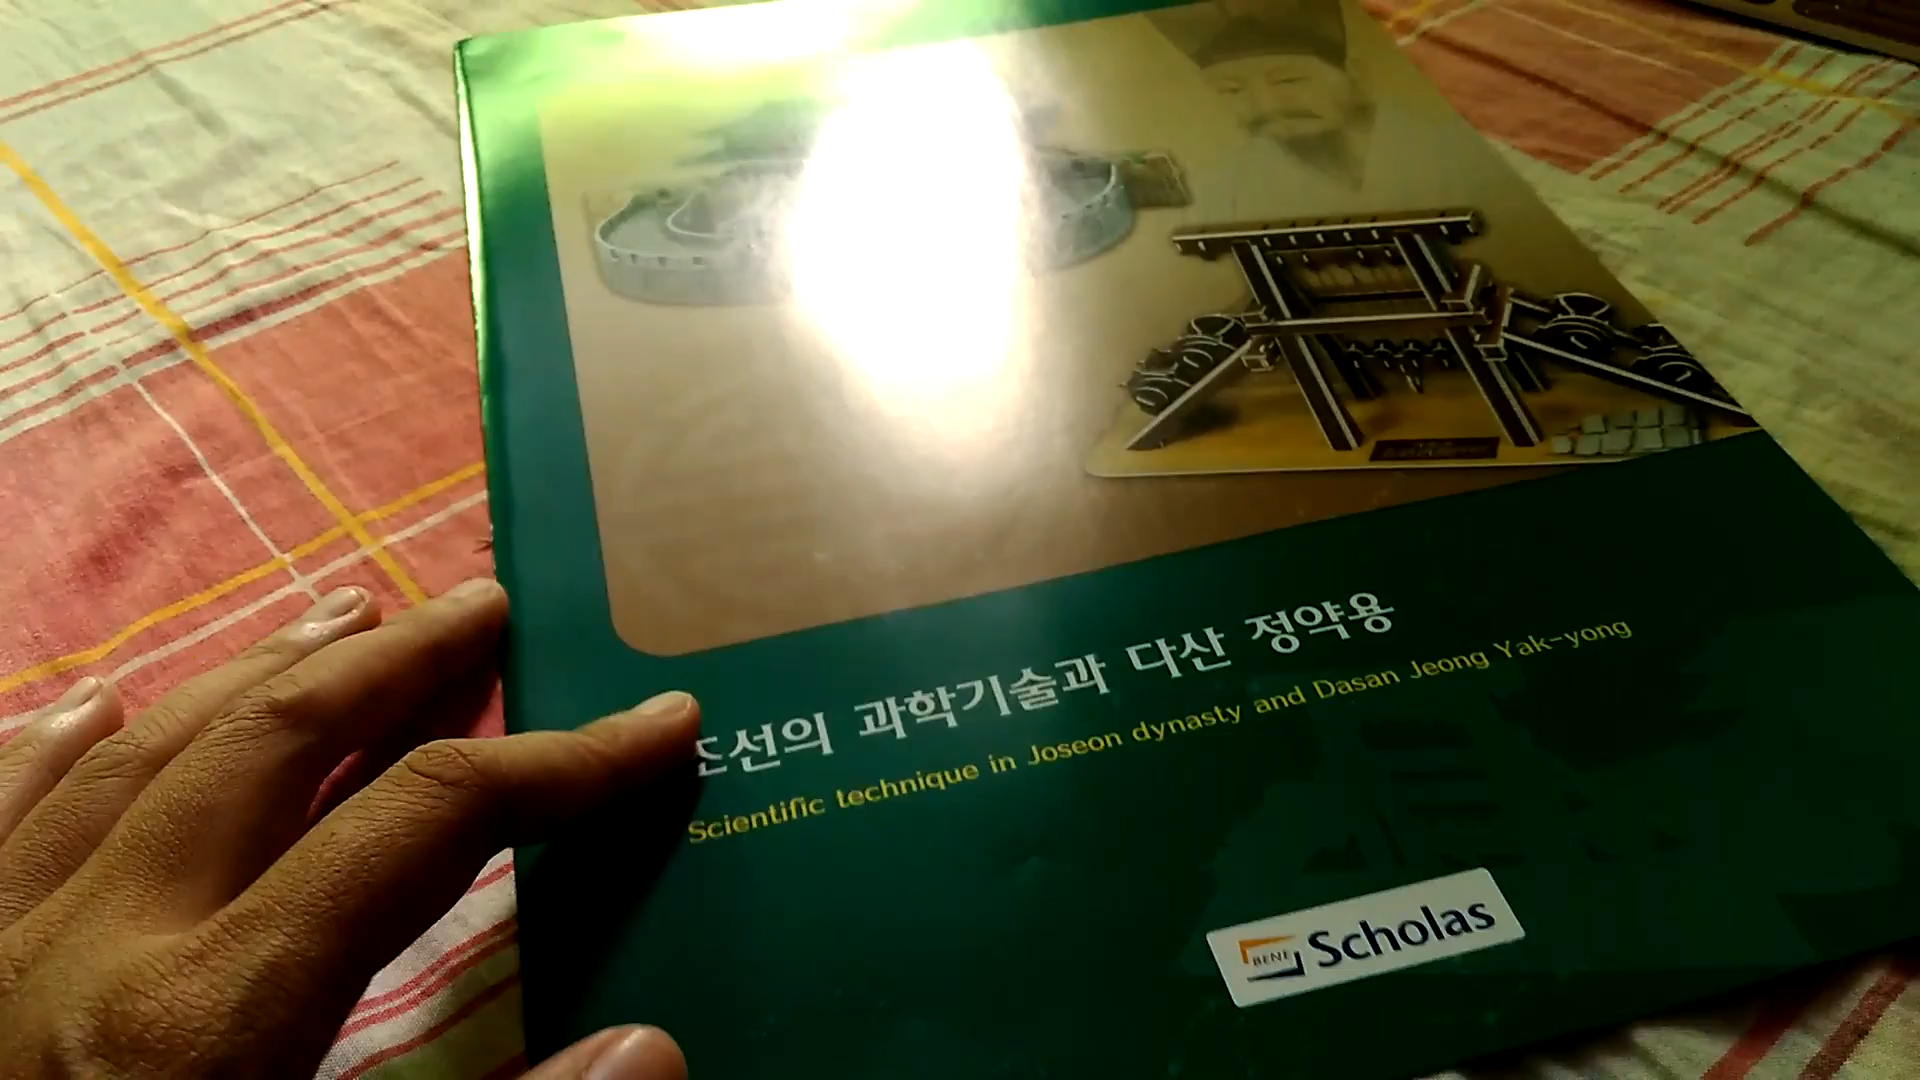 조선의 과학기술과 다산 정약용
Scientific technique in Joseon dynasty and Dasan Jeong Yak-yong
BENE Scholas